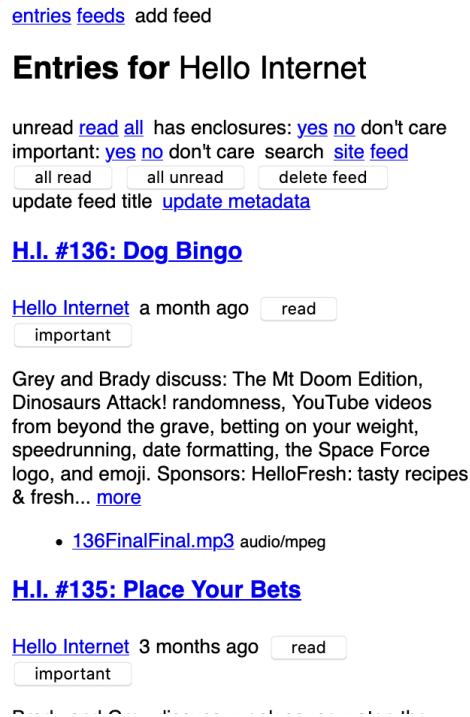 entries feeds add feed
Entries for Hello Internet
unread read all has enclosures: yes no don't care
important: yes no don't care search site feed
all read all unread delete feed
update feed title update metadata
H.I. #136: Dog Bingo
Hello Internet a month ago read
important
Grey and Brady discuss: The Mt Doom Edition,
Dinosaurs Attack! randomness, YouTube videos
from beyond the grave, betting on your weight,
speedrunning, date formatting, the Space Force
logo, and emoji. Sponsors: HelloFresh: tasty recipes
& fresh... more
• 136FinalFinal.mp3 audio/mpeg
H.I. #135: Place Your Bets
Hello Internet 3 months ago read
important